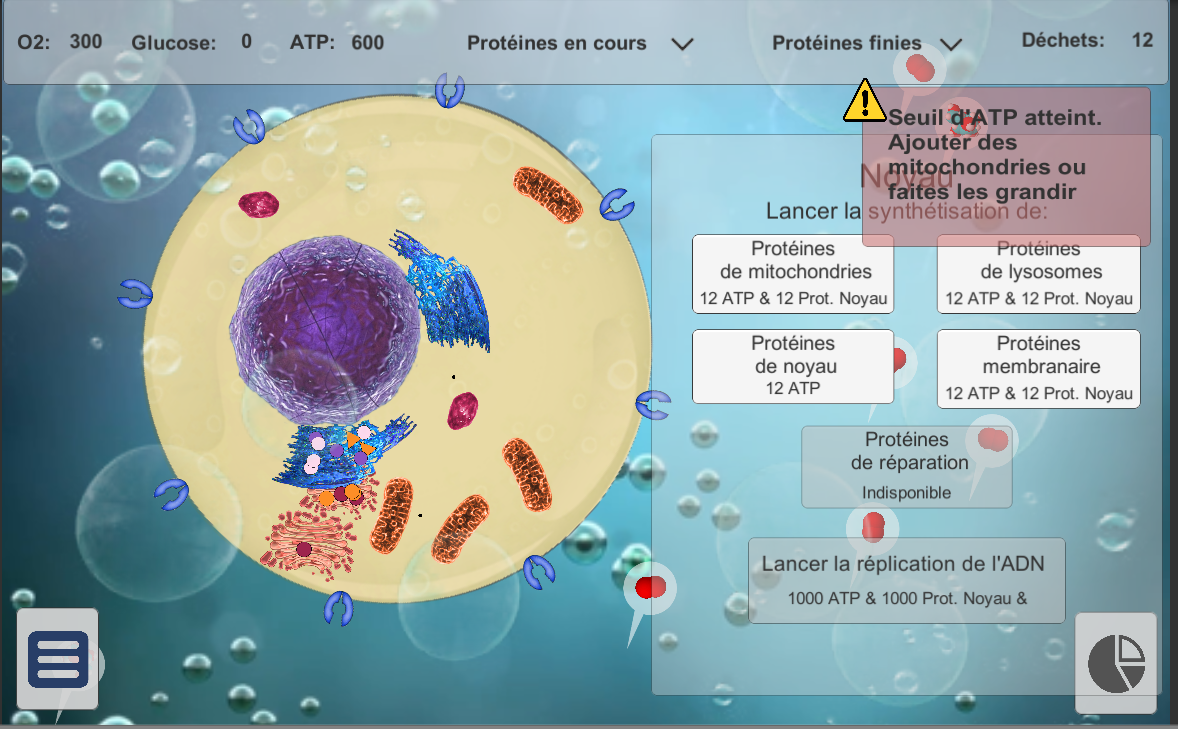 O2: 300 Glucose: 0 ATP: 600 Protéines en cours Protéines finies Déchets: 12
Seuil d'ATP atteint.
Ajouter des
mitochondries ou
faites les grandir
Noyau
Lancer la synthétisation de:
Protéines
de mitochondries
12 ATP & 12 Prot. Noyau
Protéines
de lysosomes
12 ATP & 12 Prot. Noyau
Protéines
de noyau
12 ATP
Protéines
membranaire
12 ATP & 12 Prot. Noyau
Protéines
de réparation
Indisponible
Lancer la réplication de l'ADN
1000 ATP & 1000 Prot. Noyau &